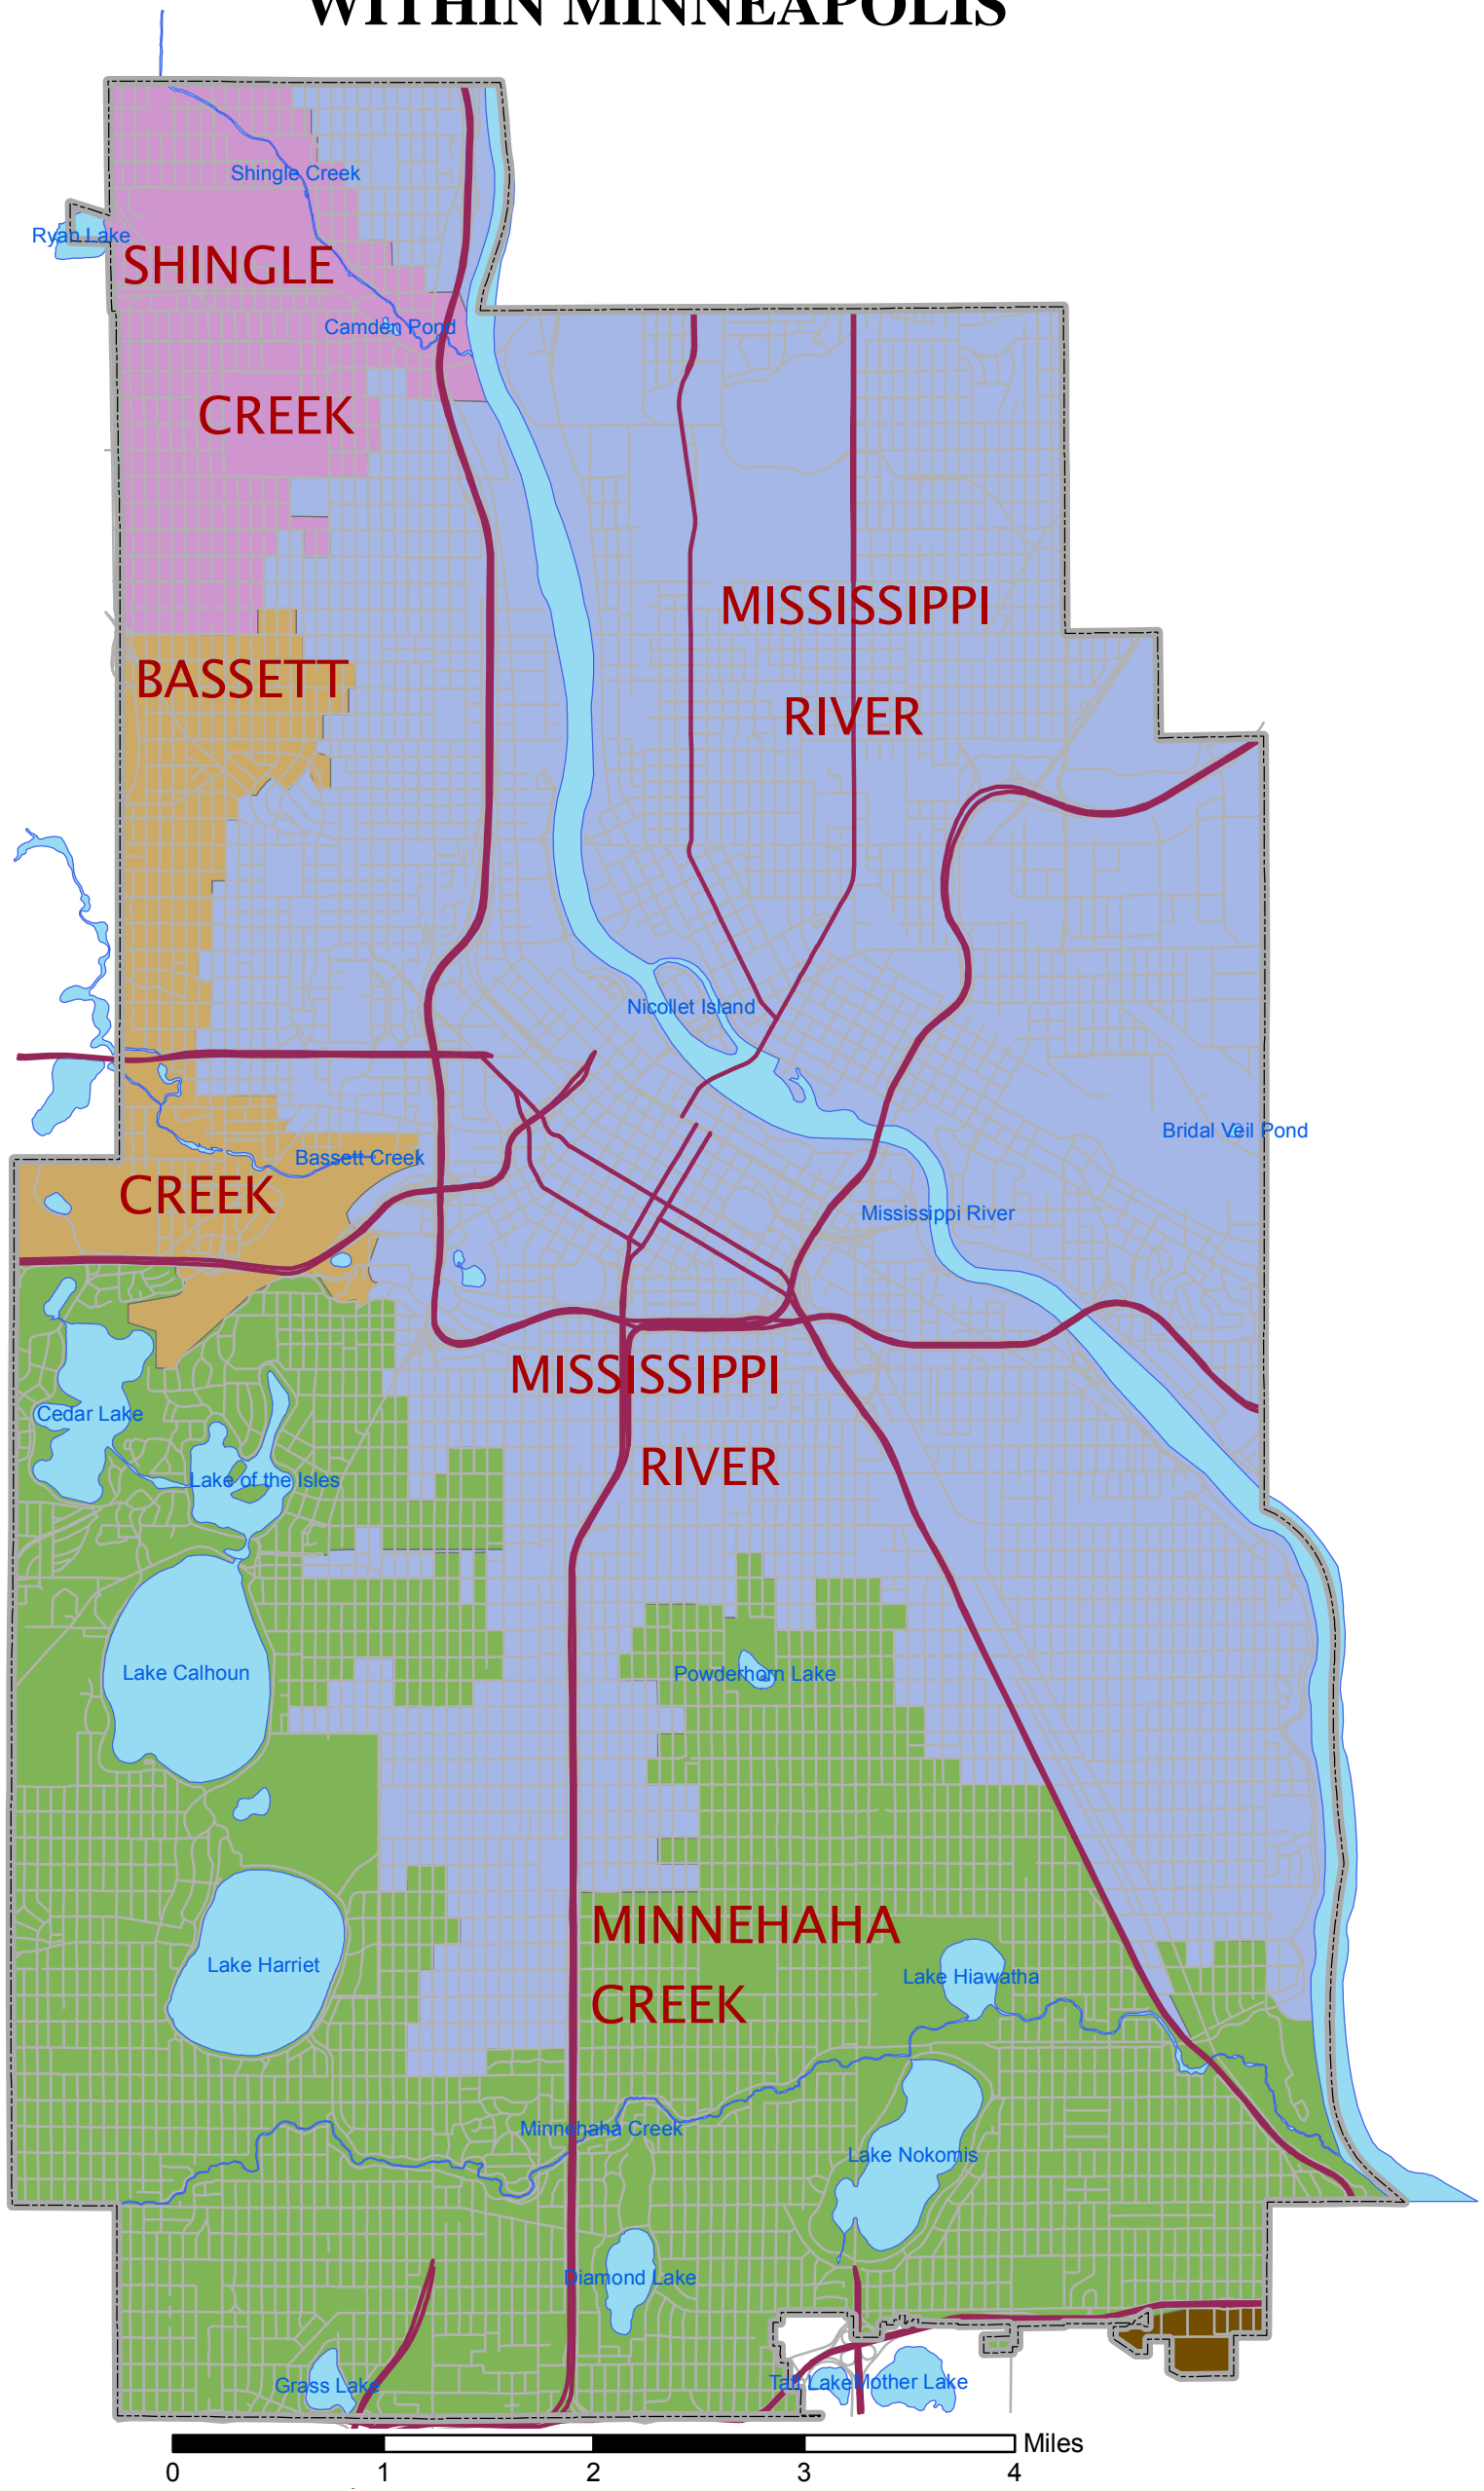 WITHIN MINNEAPOLIS
Shingle Creek
Ryan Lake
SHINGLE
Camden Pond
CREEK
MISSISSIPPI
BASSETT
RIVER
Nicollet Island
Bridal Veil Pond
Bassett Creek
CREEK
Mississippi River
MISSISSIPPI
Cedar Lake
RIVER
Lake of the Isles
Lake Calhoun
Powderhorn Lake
MINNEHAHA
Lake Harriet
Lake Hiawatha
CREEK
Minnehaha Creek
Lake Nokomis
Diamond Lake
Grass Lake
Taft Lake
Mother Lake
Miles
0 1 2 3 4